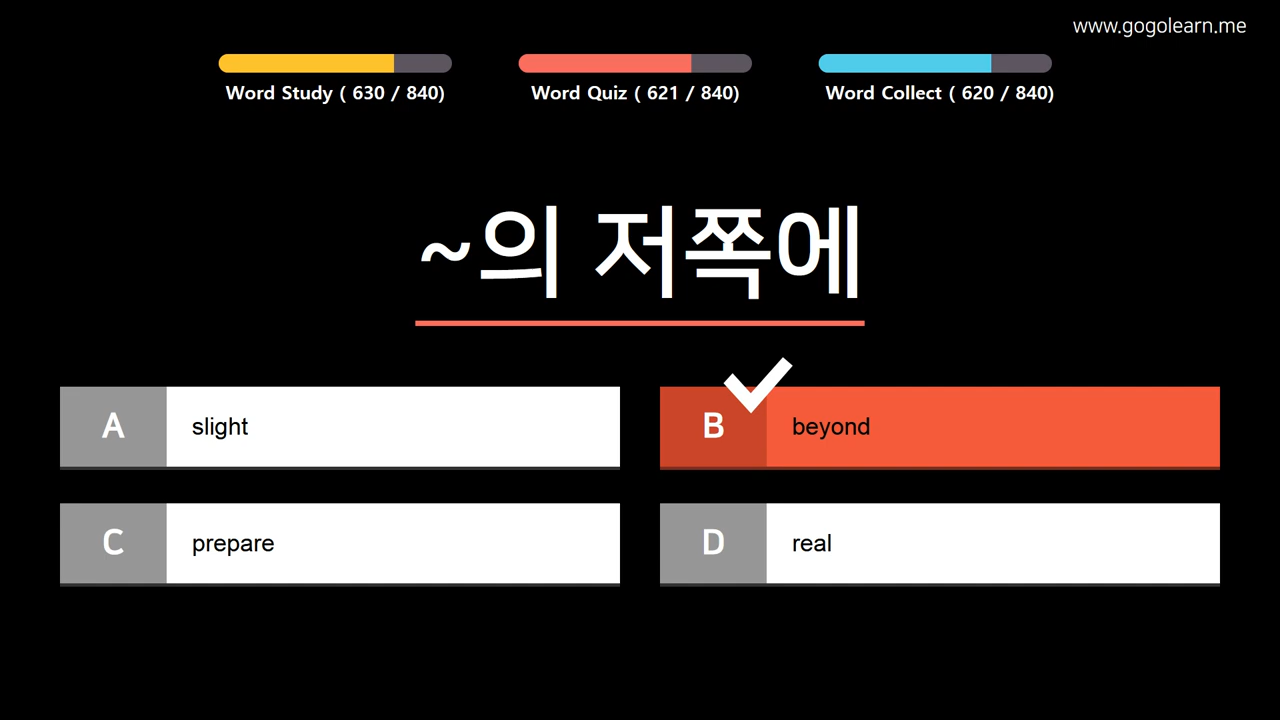 www.gogolearn.me
Word Study ( 630 / 840)
Word Quiz ( 621 / 840)
Word Collect ( 620 / 840)
~의 저쪽에
A slight
B beyond
C prepare
D real